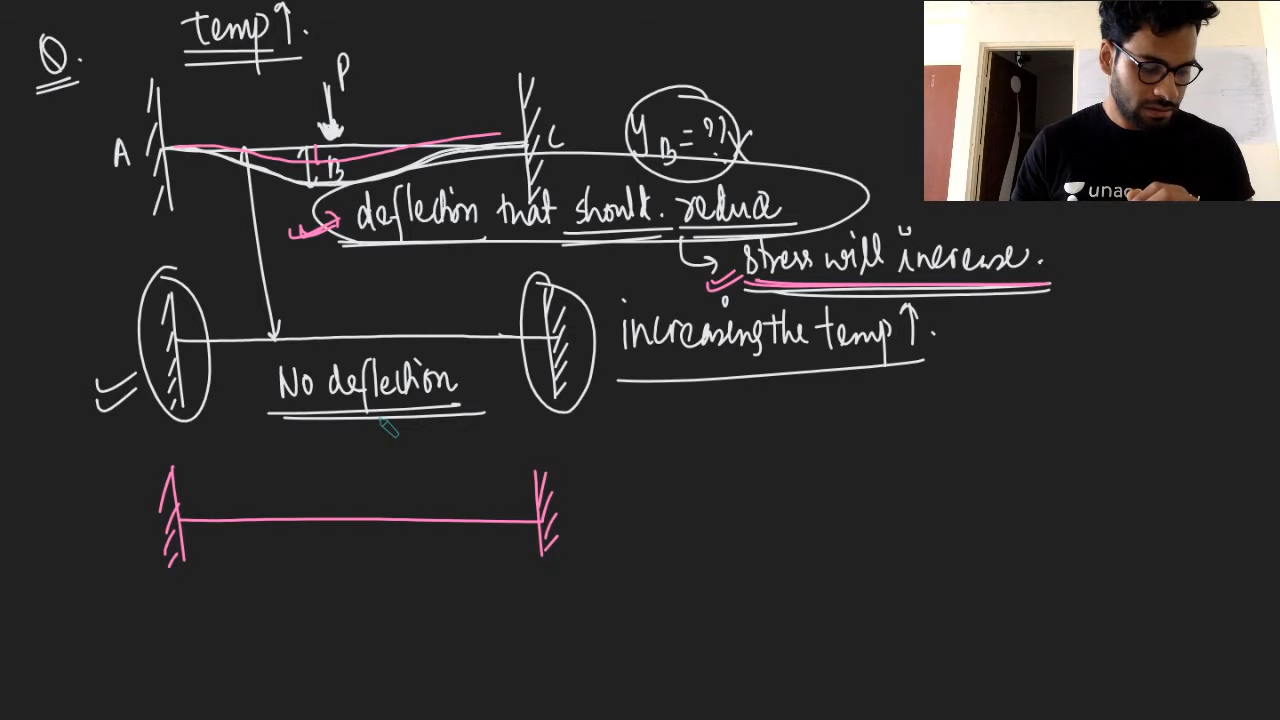 Q.
temp↑.
P
A
B
C
y_B = ??
deflection that should. reduce
↳ stress will increase.
increasing the temp↑.
No deflection